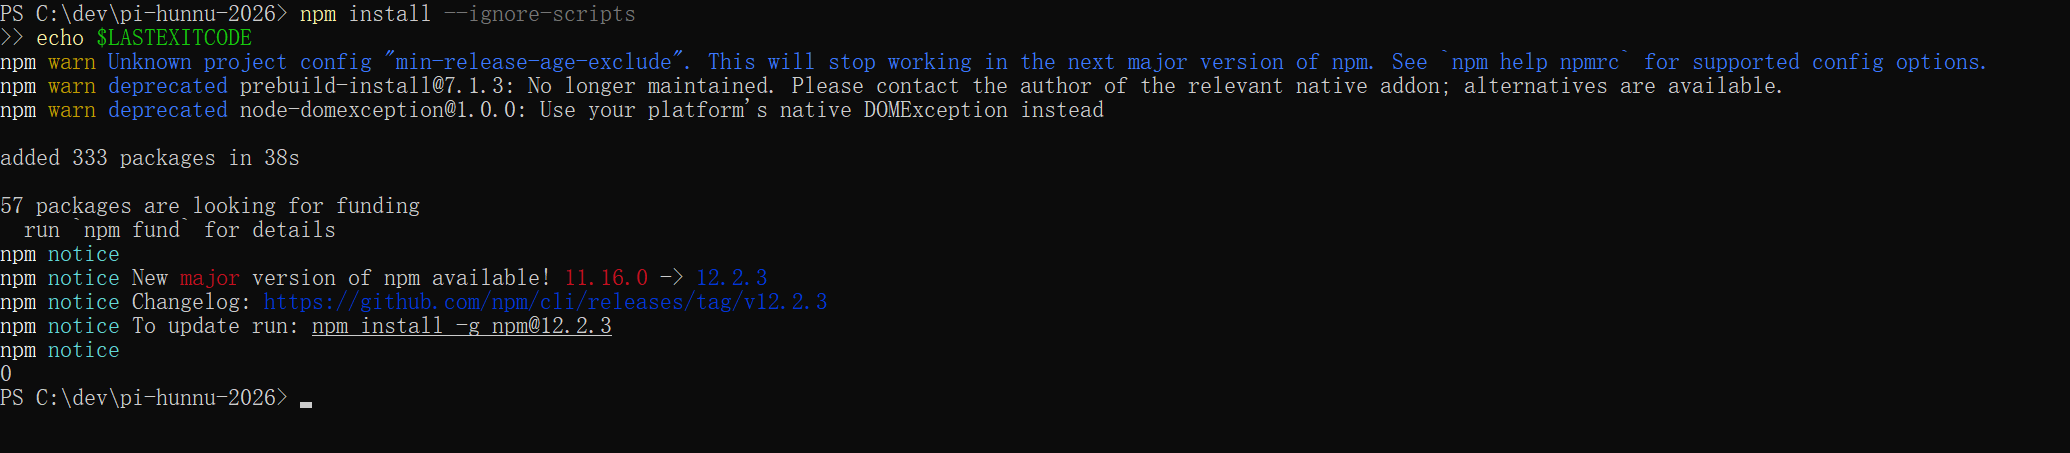 PS C:\dev\pi-hunnu-2026> npm install --ignore-scripts
>> echo $LASTEXITCODE
npm warn Unknown project config "min-release-age-exclude". This will stop working in the next major version of npm. See `npm help npmrc` for supported config options.
npm warn deprecated prebuild-install@7.1.3: No longer maintained. Please contact the author of the relevant native addon; alternatives are available.
npm warn deprecated node-domexception@1.0.0: Use your platform's native DOMException instead
added 333 packages in 38s
57 packages are looking for funding
  run `npm fund` for details
npm notice
npm notice New major version of npm available! 11.16.0 -> 12.2.3
npm notice Changelog: https://github.com/npm/cli/releases/tag/v12.2.3
npm notice To update run: npm install -g npm@12.2.3
npm notice
0
PS C:\dev\pi-hunnu-2026>